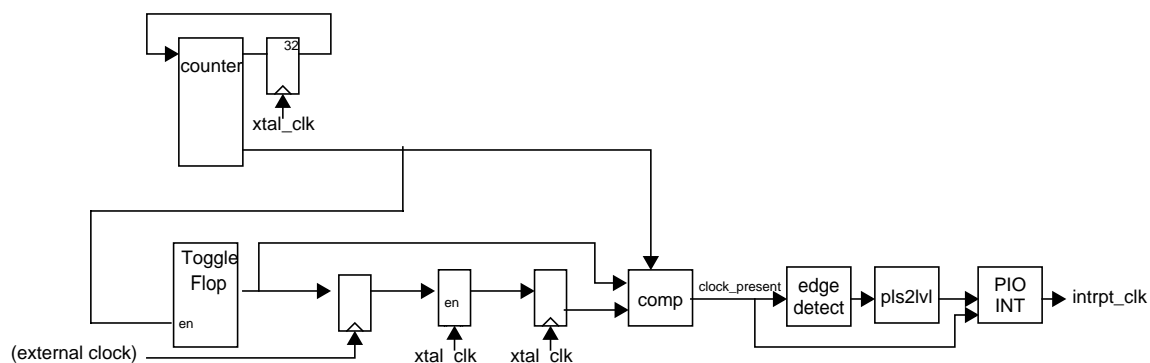 32
counter
xtal_clk
Toggle
Flop
en
(external clock)
en
xtal_clk
xtal_clk
comp
clock_present
edge
detect
pls2lvl
PIO
INT
intrpt_clk